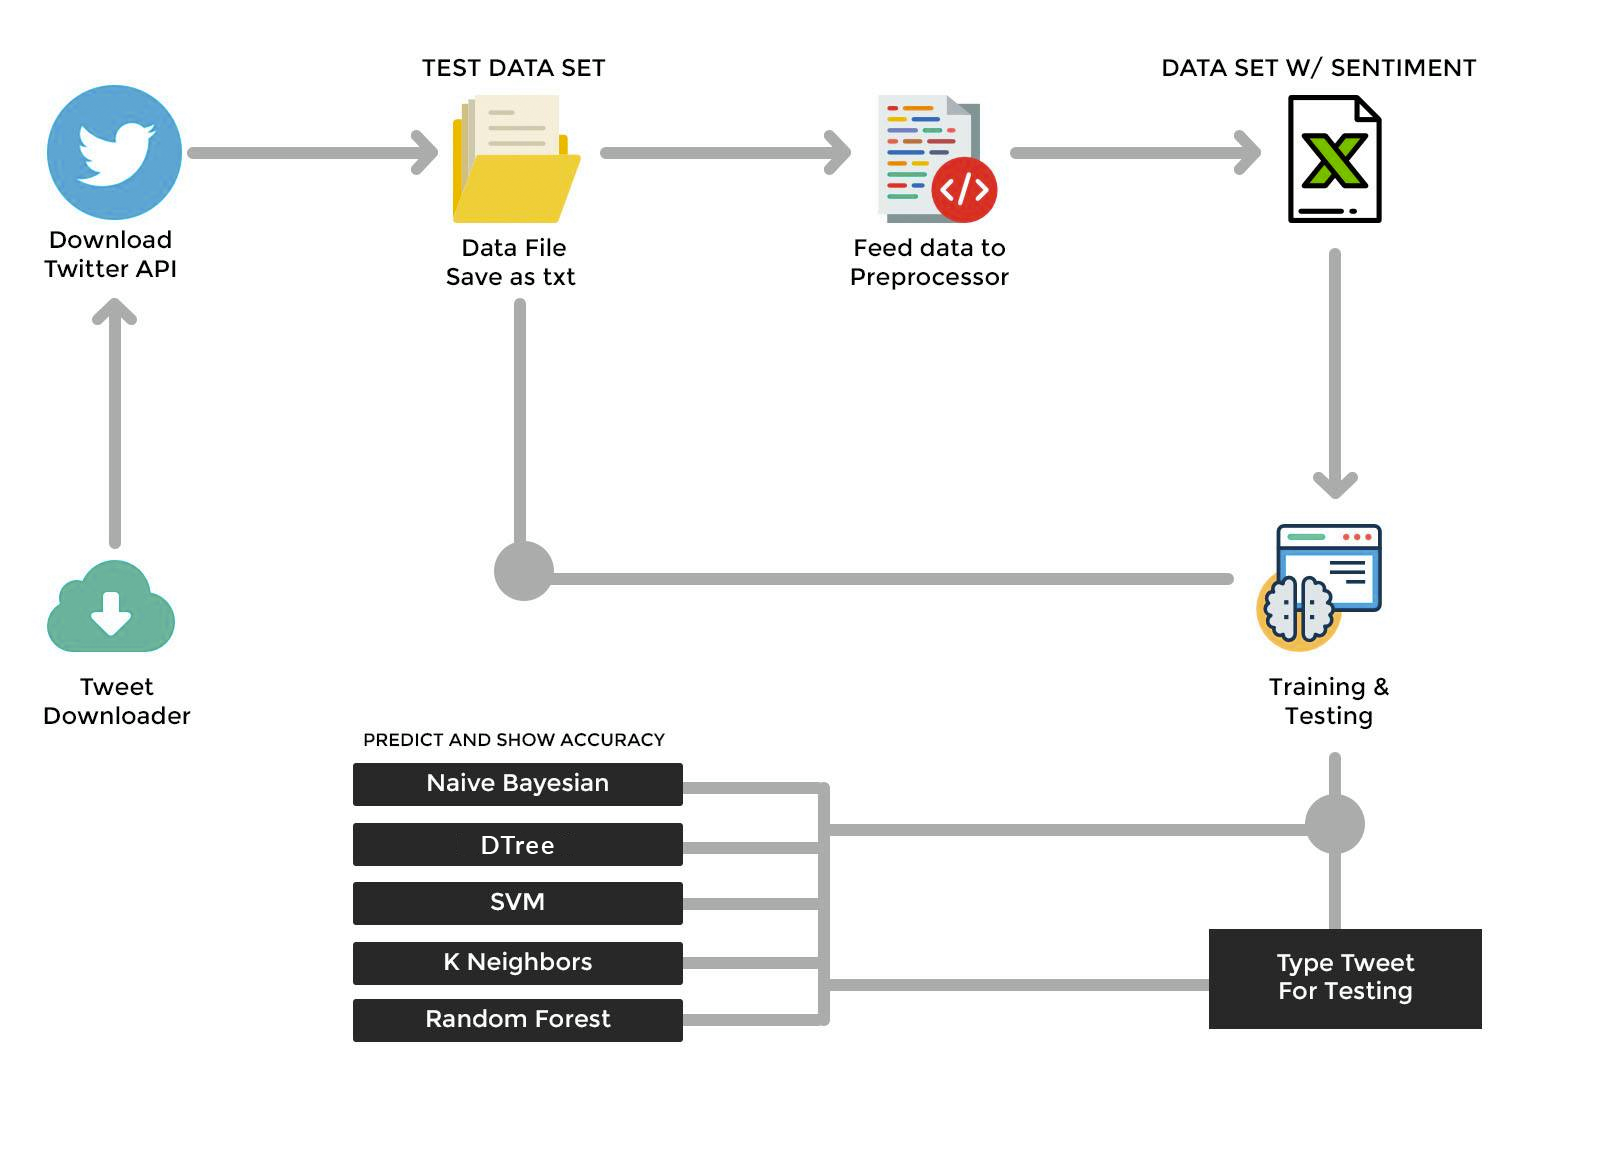 TEST DATA SET
DATA SET W/ SENTIMENT
Download
Twitter API
Data File
Save as txt
Feed data to
Preprocessor
Tweet
Downloader
Training &
Testing
PREDICT AND SHOW ACCURACY
Naive Bayesian
DTree
SVM
K Neighbors
Random Forest
Type Tweet
For Testing